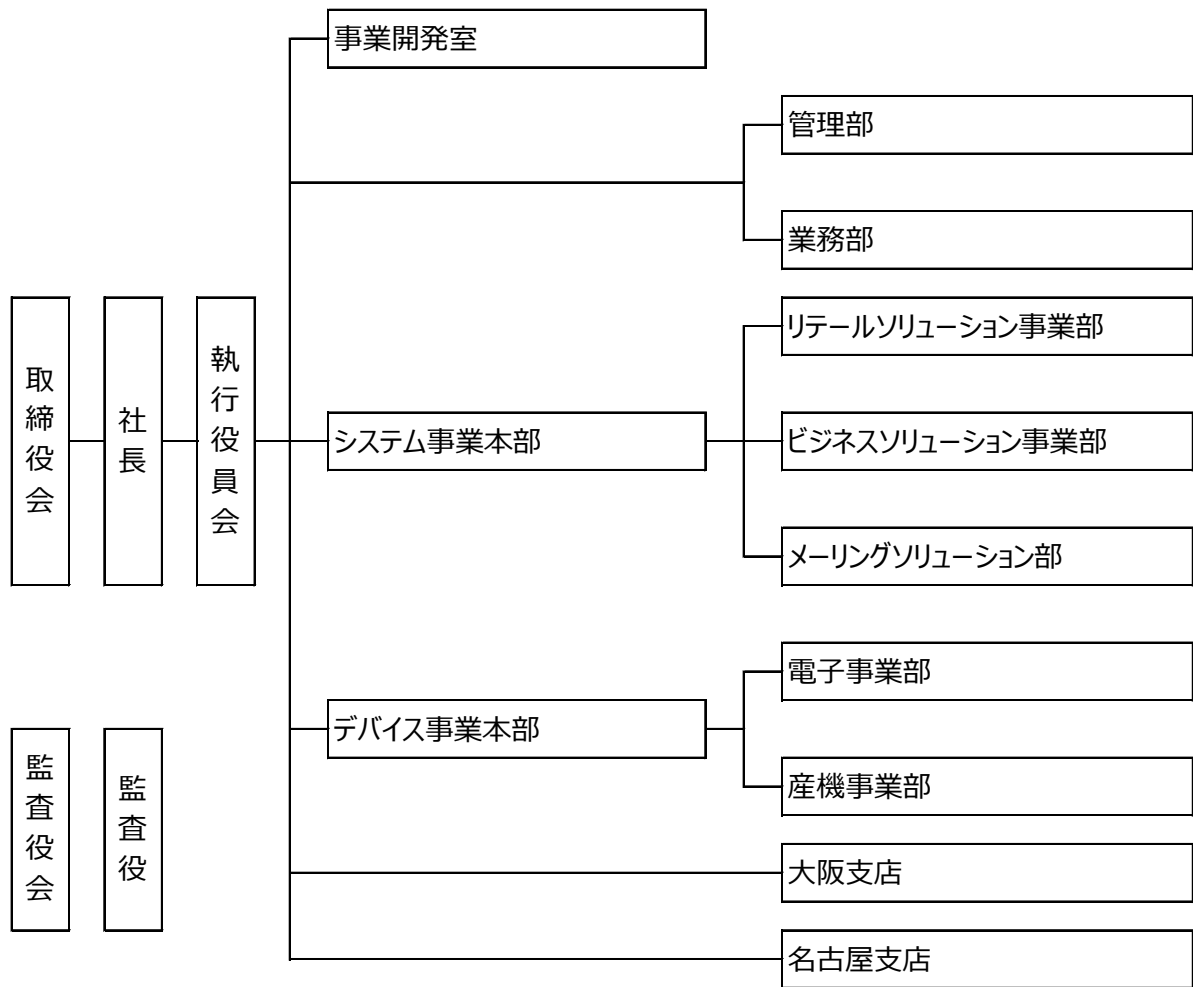 事業開発室
管理部
業務部
取締役会
社長
執行役員会
システム事業本部
リテールソリューション事業部
ビジネスソリューション事業部
メーリングソリューション部
デバイス事業本部
電子事業部
産機事業部
監査役会
監査役
大阪支店
名古屋支店